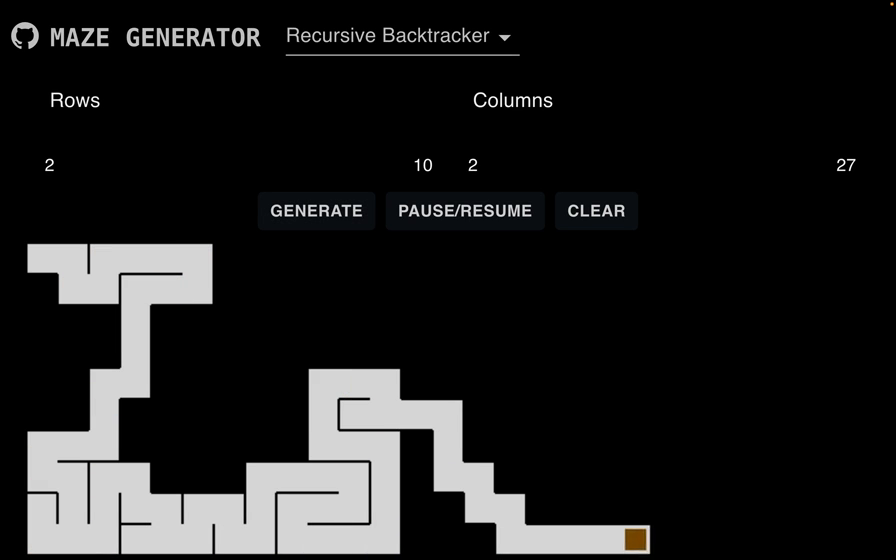 MAZE GENERATOR Recursive Backtracker
Rows Columns
2 10 2 27
GENERATE PAUSE/RESUME CLEAR